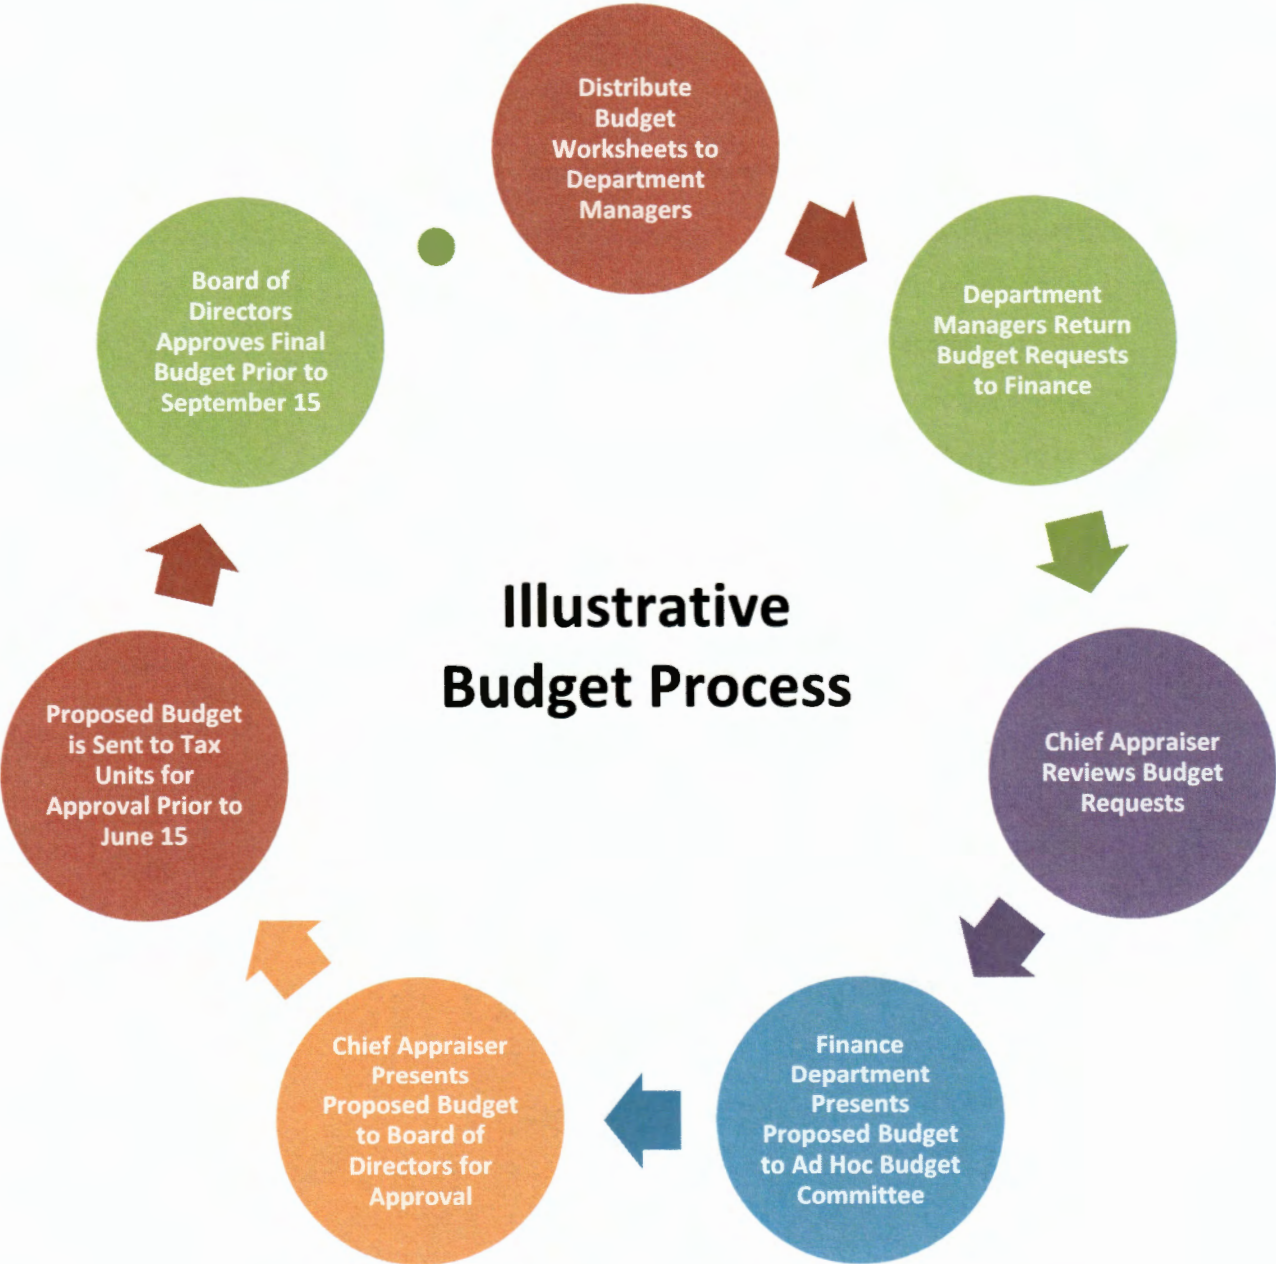 Distribute
Budget
Worksheets to
Department
Managers
Department
Managers Return
Budget Requests
to Finance
Chief Appraiser
Reviews Budget
Requests
Finance
Department
Presents
Proposed Budget
to Ad Hoc Budget
Committee
Chief Appraiser
Presents
Proposed Budget
to Board of
Directors for
Approval
Proposed Budget
is Sent to Tax
Units for
Approval Prior to
June 15
Board of
Directors
Approves Final
Budget Prior to
September 15
Illustrative
Budget Process